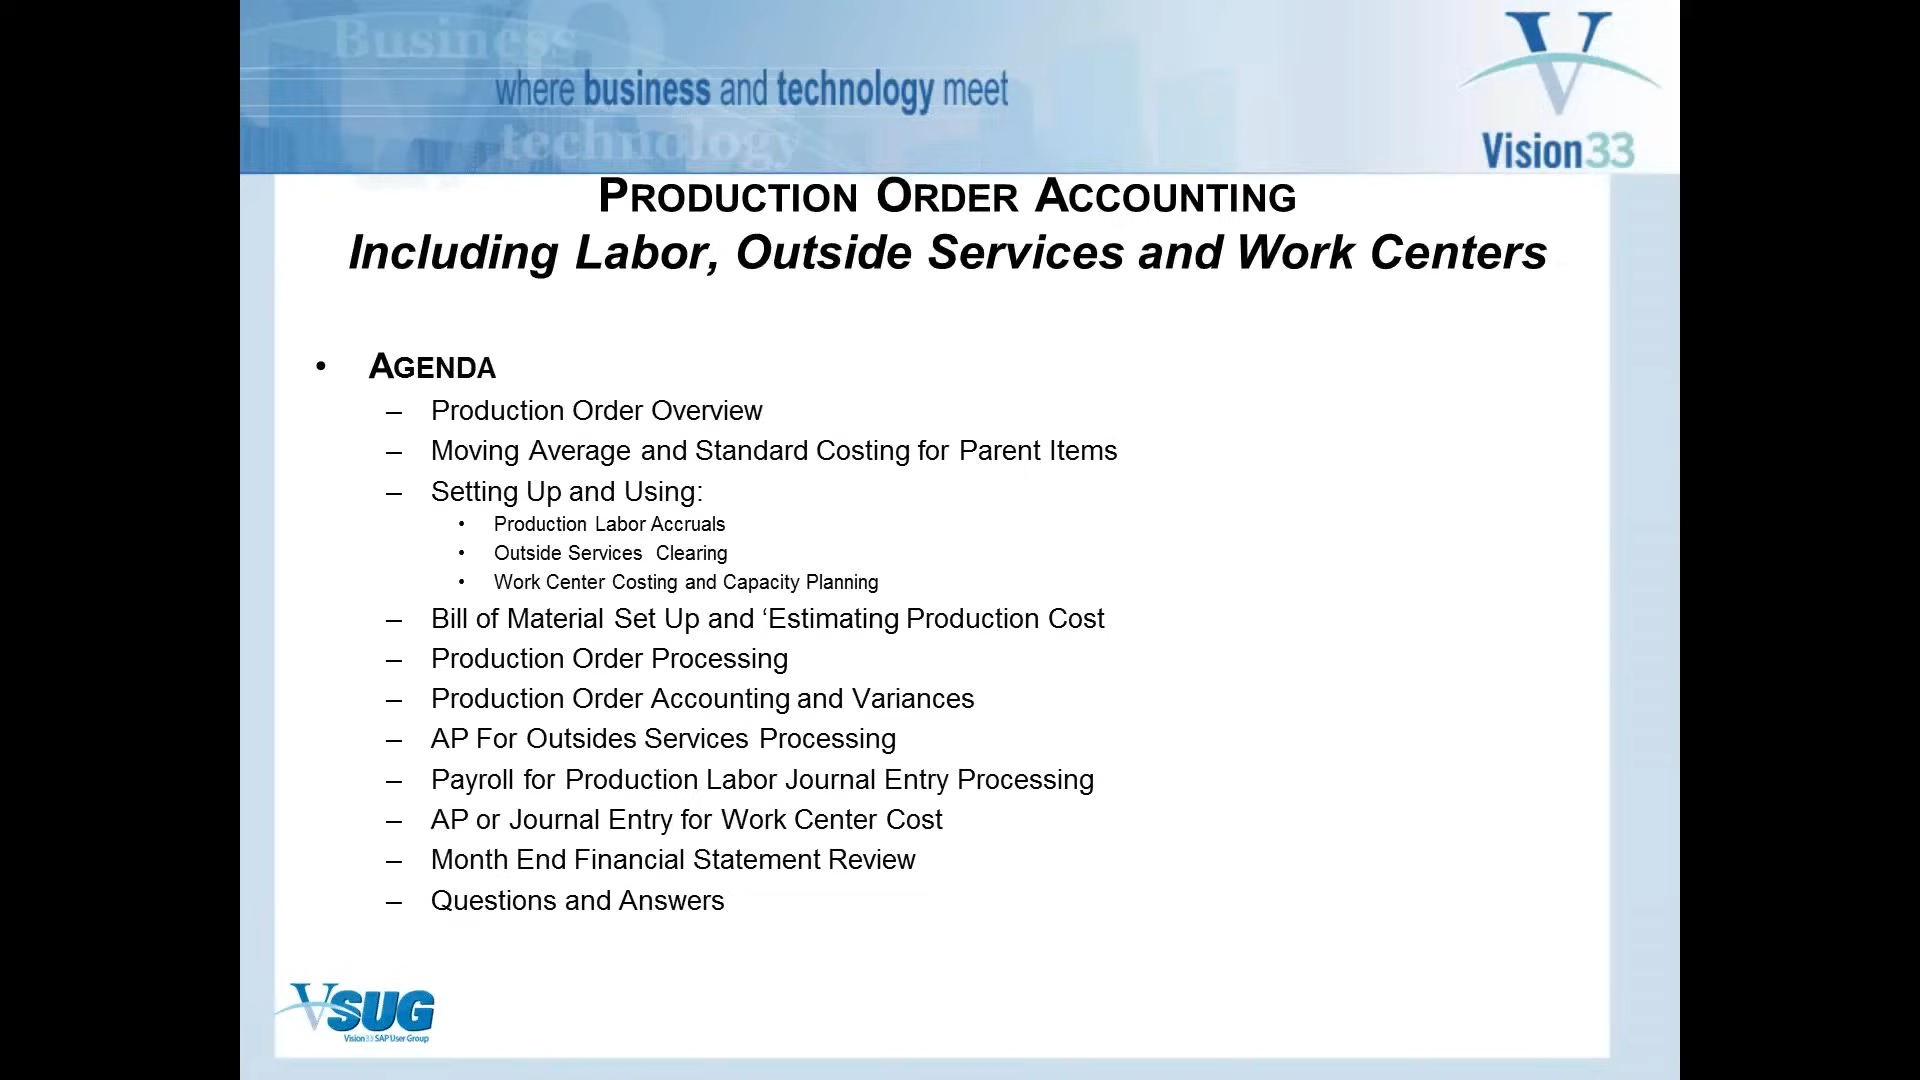 Business
where business and technology meet
technology
Vision33
PRODUCTION ORDER ACCOUNTING
Including Labor, Outside Services and Work Centers
• AGENDA
– Production Order Overview
– Moving Average and Standard Costing for Parent Items
– Setting Up and Using:
• Production Labor Accruals
• Outside Services Clearing
• Work Center Costing and Capacity Planning
– Bill of Material Set Up and ‘Estimating Production Cost
– Production Order Processing
– Production Order Accounting and Variances
– AP For Outsides Services Processing
– Payroll for Production Labor Journal Entry Processing
– AP or Journal Entry for Work Center Cost
– Month End Financial Statement Review
– Questions and Answers
VSUG
Vision33 SAP User Group